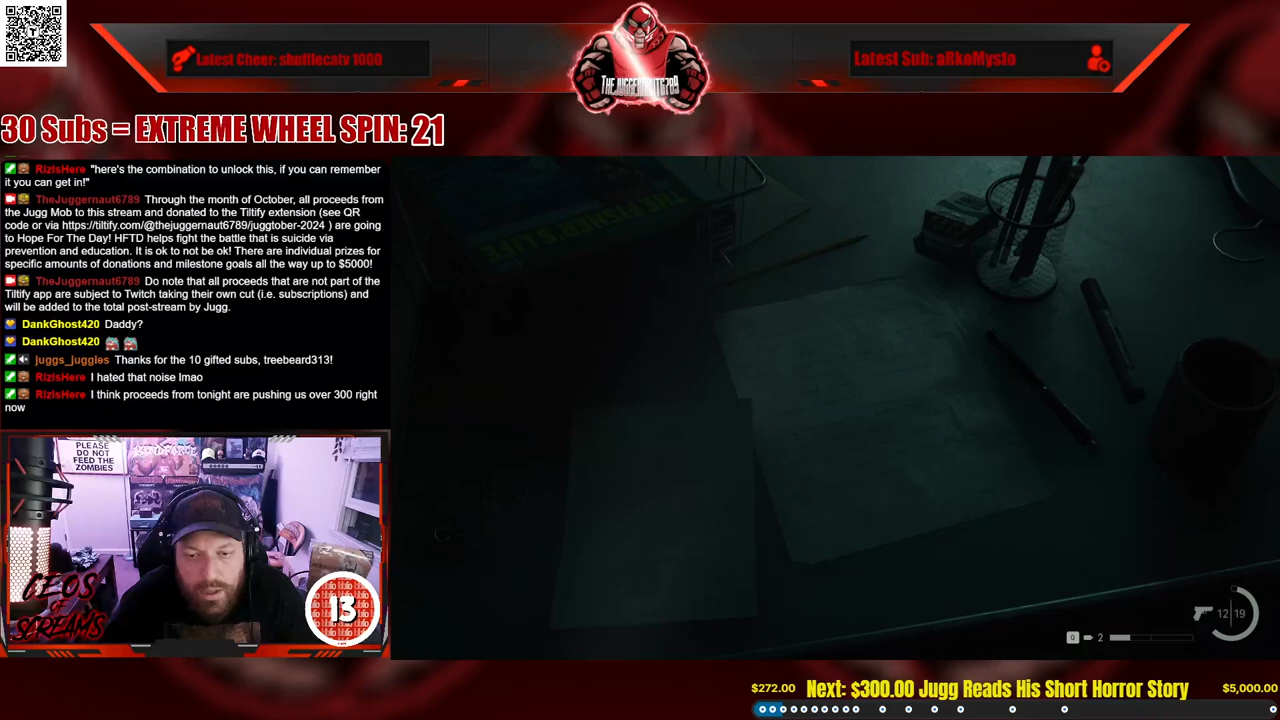 Latest Cheer: shufflecatv 1000
THEJUGGERNAUT6789
Latest Sub: aRkoMysto
30 Subs = EXTREME WHEEL SPIN: 21
RizIsHere "here's the combination to unlock this, if you can remember
it you can get in!"
TheJuggernaut6789 Through the month of October, all proceeds from
the Jugg Mob to this stream and donated to the Tiltify extension (see QR
code or via https://tiltify.com/@thejuggernaut6789/juggtober-2024 ) are going
to Hope For The Day! HFTD helps fight the battle that is suicide via
prevention and education. It is ok to not be ok! There are individual prizes for
specific amounts of donations and milestone goals all the way up to $5000!
TheJuggernaut6789 Do note that all proceeds that are not part of the
Tiltify app are subject to Twitch taking their own cut (i.e. subscriptions) and
will be added to the total post-stream by Jugg.
DankGhost420 Daddy?
DankGhost420
juggs_juggles Thanks for the 10 gifted subs, treebeard313!
RizIsHere I hated that noise lmao
RizIsHere I think proceeds from tonight are pushing us over 300 right
now
THE FISHER'S LIFE
PLEASE
DO NOT
FEED THE
ZOMBIES
CEOS
OF
SCREAMS
13
12 19
Q 2
$272.00 Next: $300.00 Jugg Reads His Short Horror Story $5,000.00